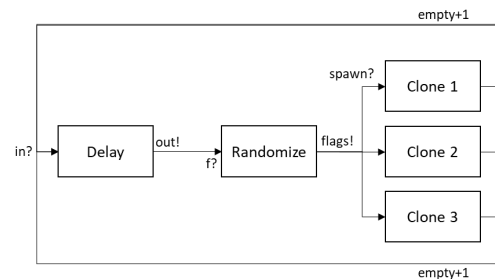 empty+1
spawn?
Clone 1
in?
Delay
out!
f?
Randomize
flags!
Clone 2
Clone 3
empty+1